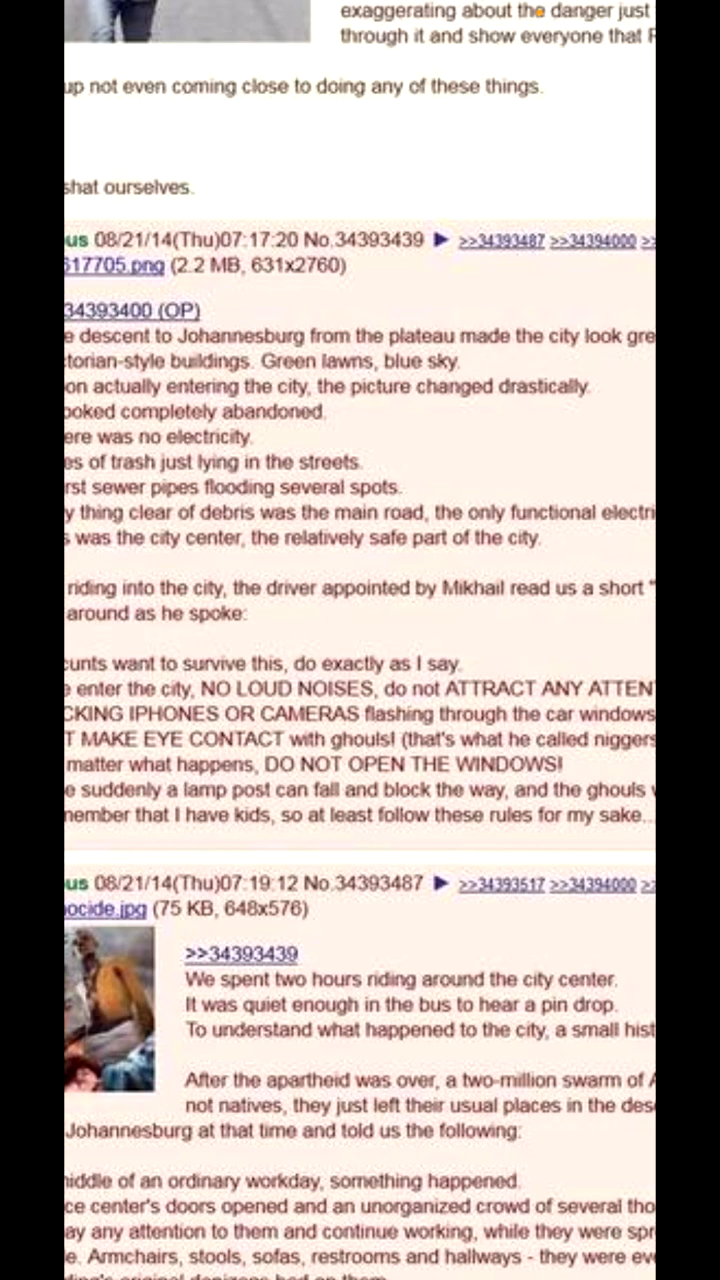 exaggerating about the danger just
through it and show everyone that
up not even coming close to doing any of these things.
shat ourselves.
us 08/21/14(Thu)07:17:20 No.34393439 ▶ >>34393487 >>34394000 >>
617705.png (2.2 MB, 631x2760)
34393400 (OP)
e descent to Johannesburg from the plateau made the city look gre
ctorian-style buildings. Green lawns, blue sky.
on actually entering the city, the picture changed drastically.
ooked completely abandoned.
ere was no electricity.
es of trash just lying in the streets.
rst sewer pipes flooding several spots.
y thing clear of debris was the main road, the only functional electri
s was the city center, the relatively safe part of the city.
riding into the city, the driver appointed by Mikhail read us a short "
around as he spoke:
cunts want to survive this, do exactly as I say.
e enter the city, NO LOUD NOISES, do not ATTRACT ANY ATTEN
CKING IPHONES OR CAMERAS flashing through the car windows
T MAKE EYE CONTACT with ghouls! (that's what he called niggers
matter what happens, DO NOT OPEN THE WINDOWS!
e suddenly a lamp post can fall and block the way, and the ghouls
member that I have kids, so at least follow these rules for my sake...
us 08/21/14(Thu)07:19:12 No.34393487 ▶ >>34393517 >>34394000 >>
ocide.jpg (75 KB, 648x576)
>>34393439
We spent two hours riding around the city center.
It was quiet enough in the bus to hear a pin drop.
To understand what happened to the city, a small hist
After the apartheid was over, a two-million swarm of
not natives, they just left their usual places in the des
Johannesburg at that time and told us the following:
iddle of an ordinary workday, something happened.
ce center's doors opened and an unorganized crowd of several tho
ay any attention to them and continue working, while they were spr
e. Armchairs, stools, sofas, restrooms and hallways - they were eve